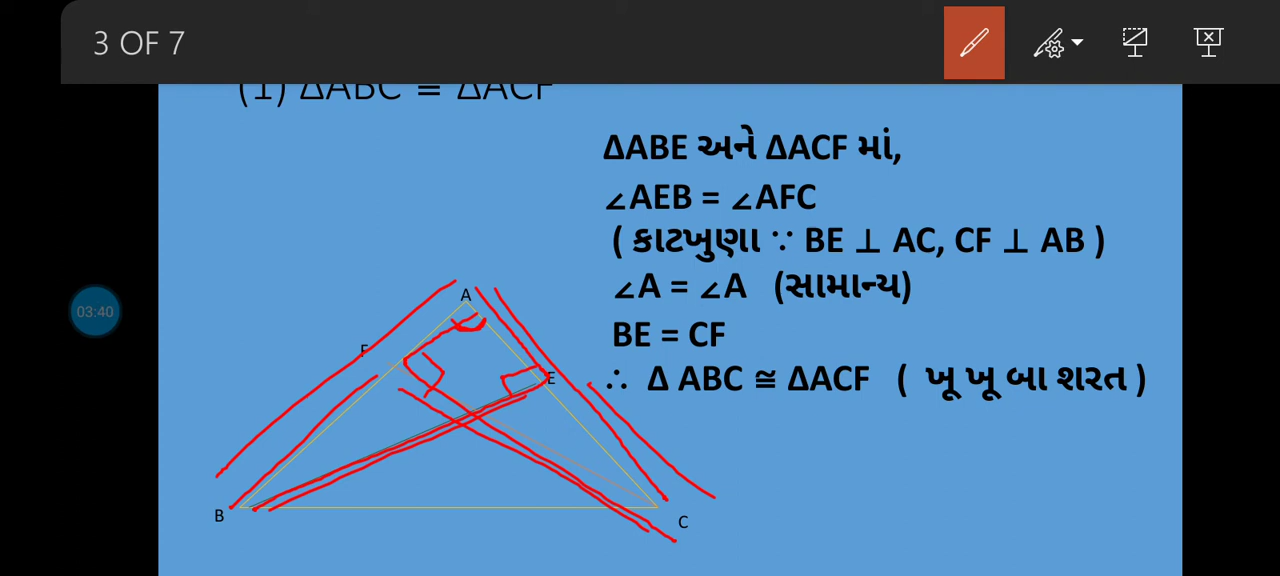 3 OF 7
(1) ΔABC ≅ ΔACF
ΔABE અને ΔACF માં,
∠AEB = ∠AFC
( કાટખુણા ∵ BE ⊥ AC, CF ⊥ AB )
∠A = ∠A (સામાન્ય)
BE = CF
∴ Δ ABC ≅ ΔACF ( ખૂ ખૂ બા શરત )
03:40
A
F
E
B
C